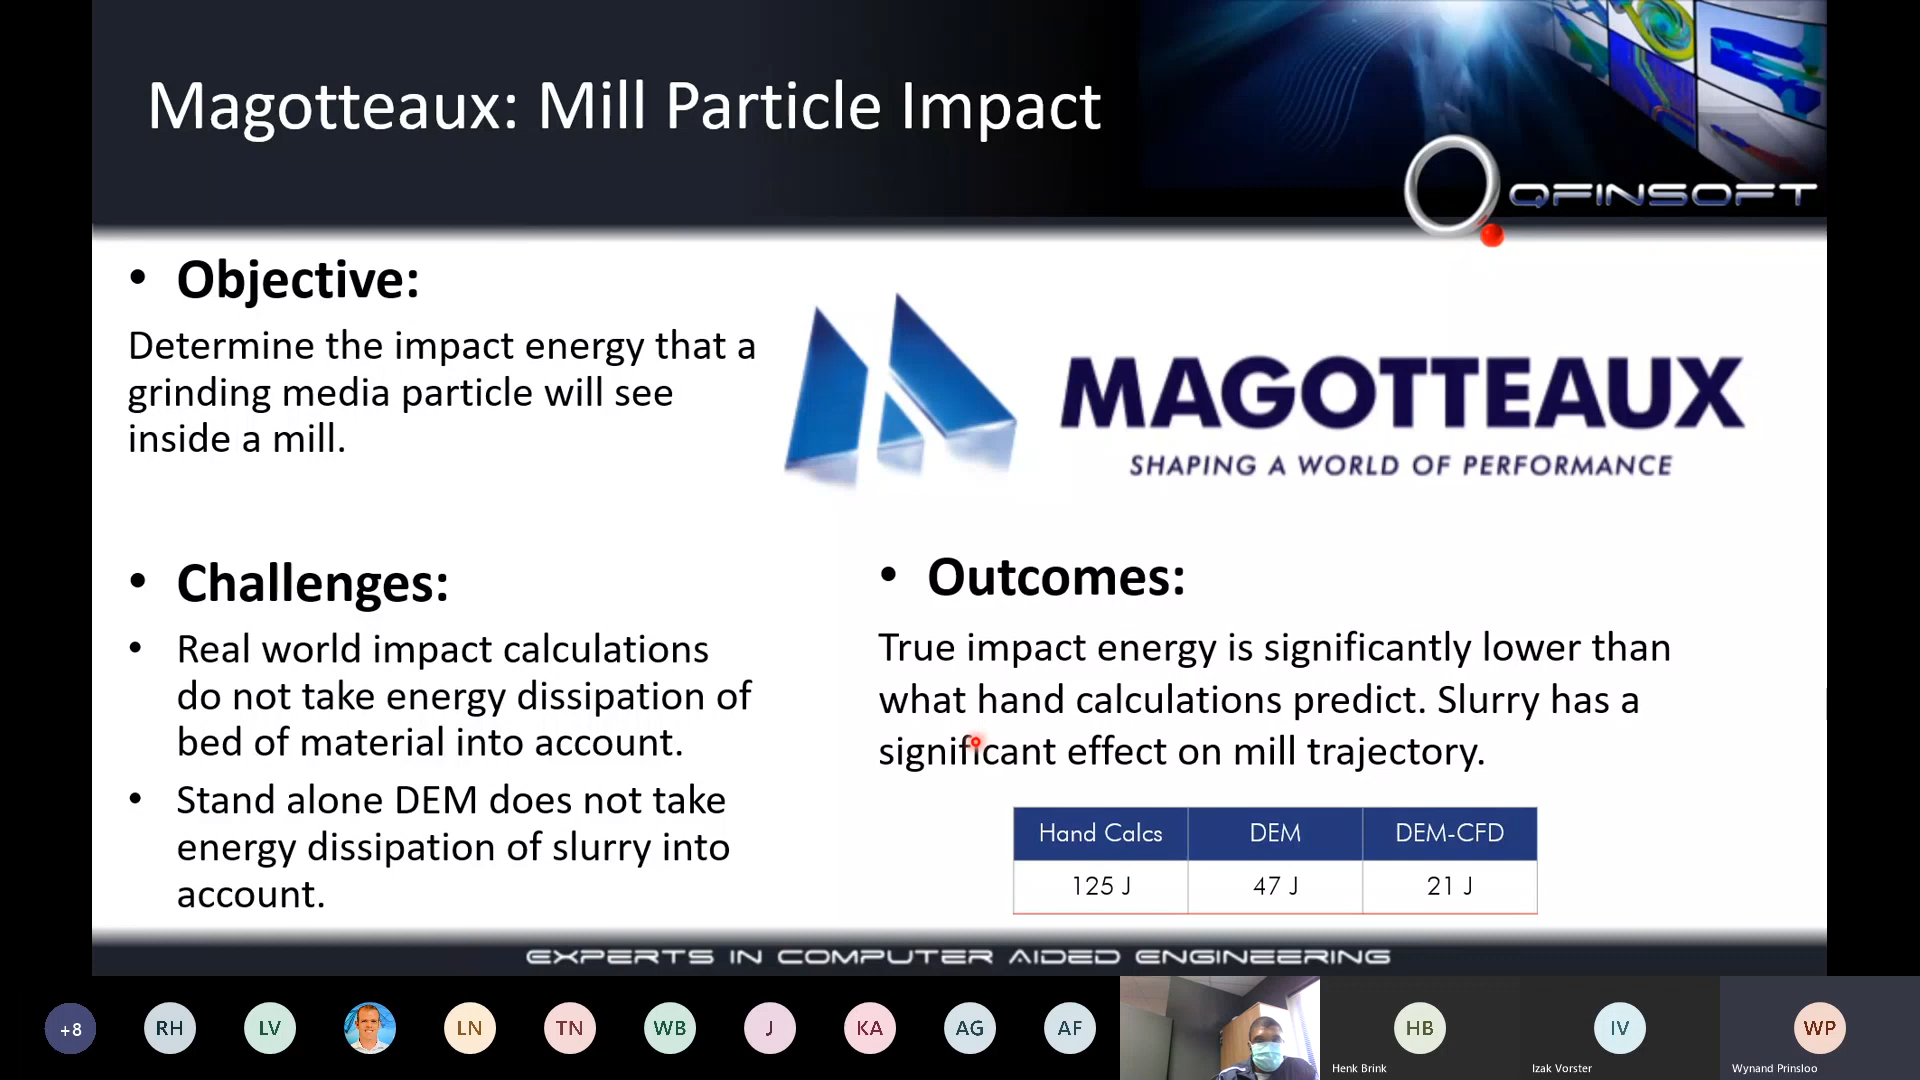 Magotteaux: Mill Particle Impact
QFINSOFT
• Objective:
Determine the impact energy that a
grinding media particle will see
inside a mill.
MAGOTTEAUX
SHAPING A WORLD OF PERFORMANCE
• Challenges:
• Real world impact calculations
do not take energy dissipation of
bed of material into account.
• Stand alone DEM does not take
energy dissipation of slurry into
account.
• Outcomes:
True impact energy is significantly lower than
what hand calculations predict. Slurry has a
significant effect on mill trajectory.
Hand Calcs DEM DEM-CFD
125 J 47 J 21 J
EXPERTS IN COMPUTER AIDED ENGINEERING
+8 RH LV LN TN WB J KA AG AF HB IV WP
Henk Brink Izak Vorster Wynand Prinsloo